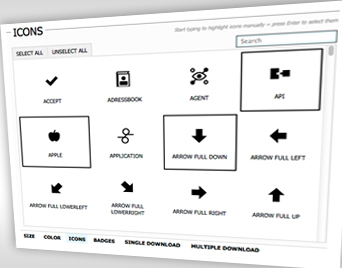 ICONS
Start typing to highlight icons manually – press Enter to select them
SELECT ALL UNSELECT ALL
Search
ACCEPT ADRESSBOOK AGENT API
APPLE APPLICATION ARROW FULL DOWN ARROW FULL LEFT
ARROW FULL LOWERLEFT ARROW FULL
LOWERRIGHT ARROW FULL RIGHT ARROW FULL UP
SIZE COLOR ICONS BADGES SINGLE DOWNLOAD MULTIPLE DOWNLOAD